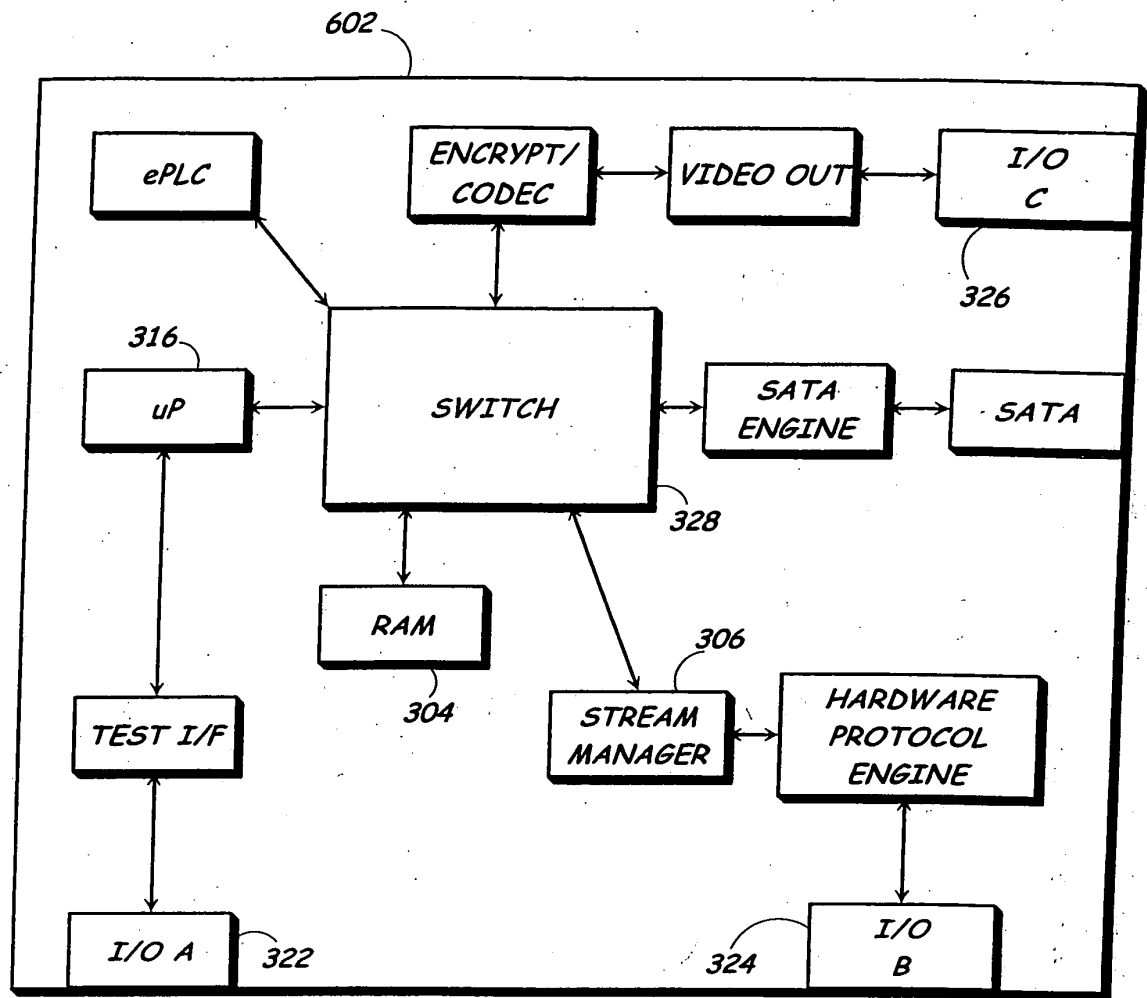 602
ePLC
ENCRYPT/
CODEC
VIDEO OUT
I/O
C
326
316
uP
SWITCH
SATA
ENGINE
SATA
328
RAM
304
306
STREAM
MANAGER
HARDWARE
PROTOCOL
ENGINE
TEST I/F
I/O A
322
324
I/O
B